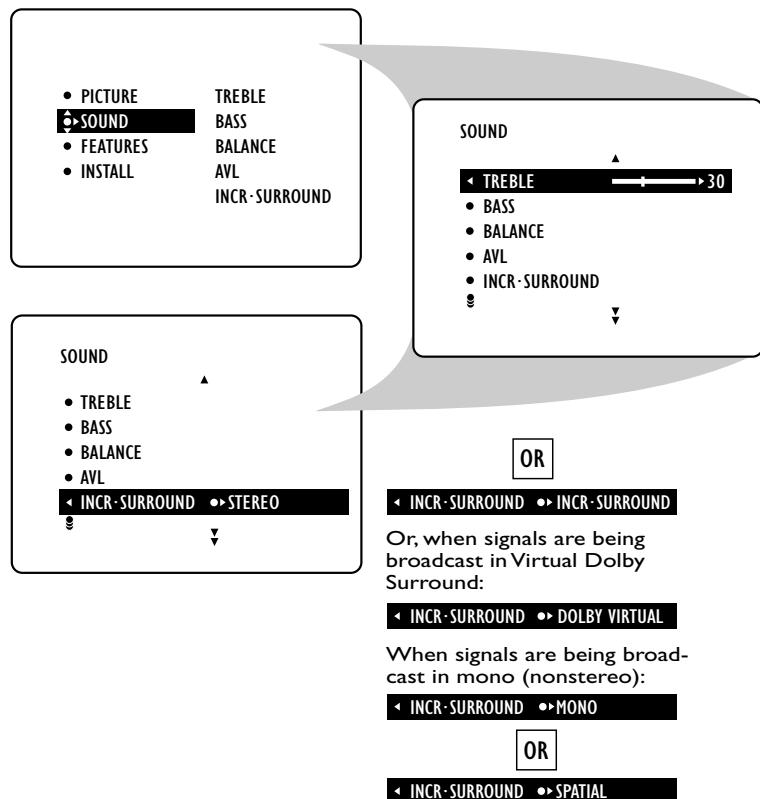 PICTURE TREBLE
SOUND BASS
FEATURES BALANCE
INSTALL AVL
INCR·SURROUND
SOUND
TREBLE 30
BASS
BALANCE
AVL
INCR·SURROUND
SOUND
TREBLE
BASS
BALANCE
AVL
INCR·SURROUND STEREO
OR
INCR·SURROUND INCR·SURROUND
Or, when signals are being
broadcast in Virtual Dolby
Surround:
INCR·SURROUND DOLBY VIRTUAL
When signals are being broad-
cast in mono (nonstereo):
INCR·SURROUND MONO
OR
INCR·SURROUND SPATIAL